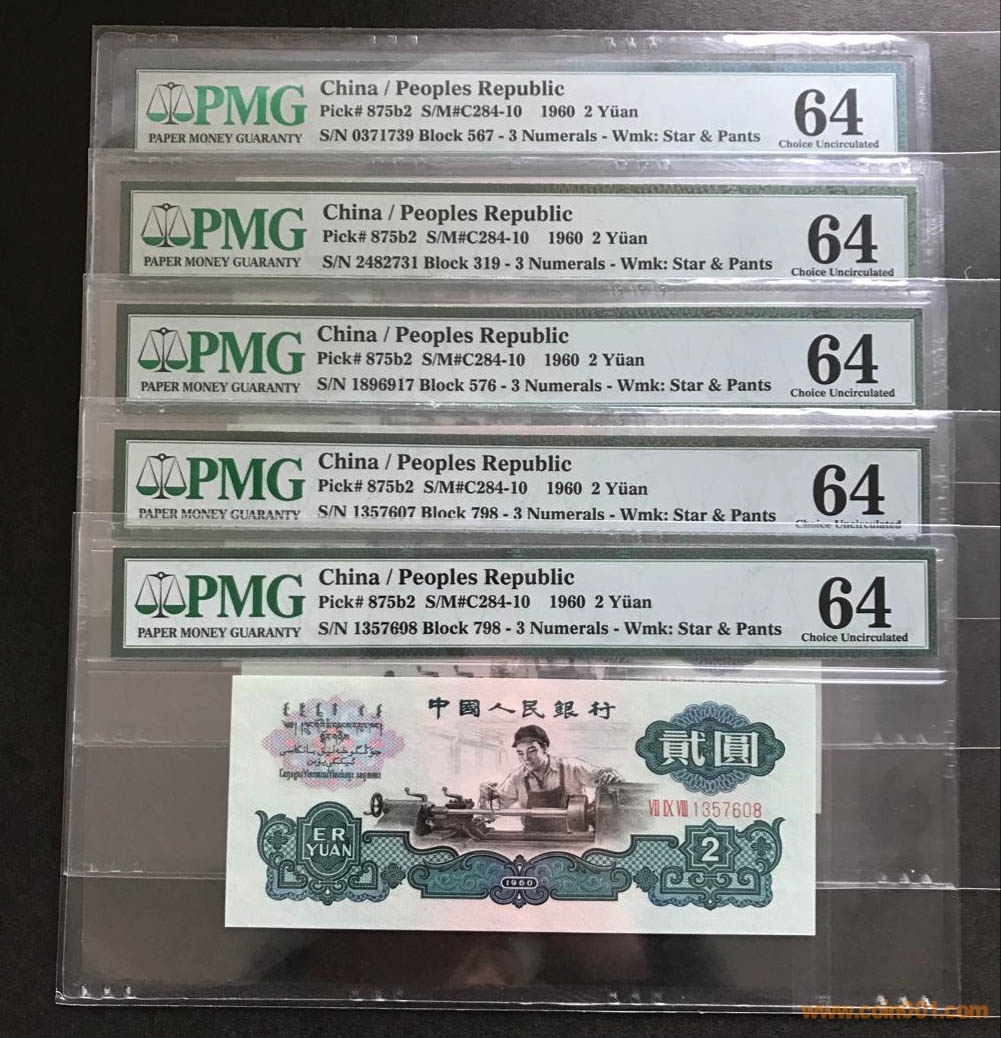 PMG
PAPER MONEY GUARANTY
China / Peoples Republic
Pick# 875b2 S/M#C284-10 1960 2 Yüan
S/N 0371739 Block 567 - 3 Numerals - Wmk: Star & Pants
64
Choice Uncirculated
PMG
PAPER MONEY GUARANTY
China / Peoples Republic
Pick# 875b2 S/M#C284-10 1960 2 Yüan
S/N 2482731 Block 319 - 3 Numerals - Wmk: Star & Pants
64
Choice Uncirculated
PMG
PAPER MONEY GUARANTY
China / Peoples Republic
Pick# 875b2 S/M#C284-10 1960 2 Yüan
S/N 1896917 Block 576 - 3 Numerals - Wmk: Star & Pants
64
Choice Uncirculated
PMG
PAPER MONEY GUARANTY
China / Peoples Republic
Pick# 875b2 S/M#C284-10 1960 2 Yüan
S/N 1357607 Block 798 - 3 Numerals - Wmk: Star & Pants
64
Choice Uncirculated
PMG
PAPER MONEY GUARANTY
China / Peoples Republic
Pick# 875b2 S/M#C284-10 1960 2 Yüan
S/N 1357608 Block 798 - 3 Numerals - Wmk: Star & Pants
64
Choice Uncirculated
中國人民銀行
貳圓
VII IX VIII 1357608
ER
YUAN
2
1960
www.coin001.com